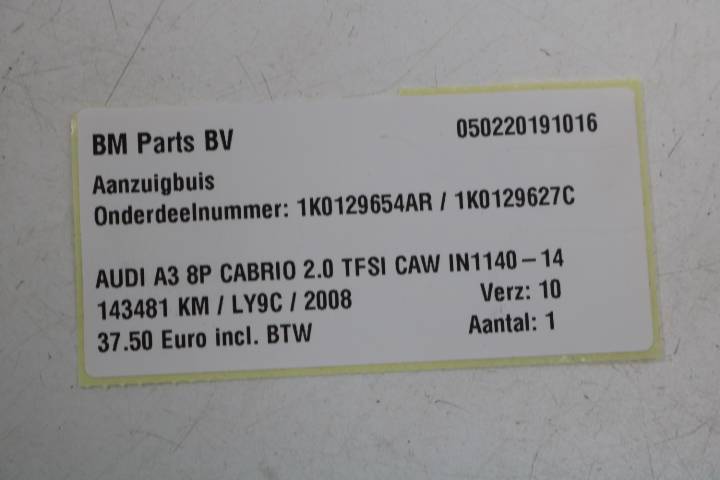 BM Parts BV 050220191016
Aanzuigbuis
Onderdeelnummer: 1K0129654AR / 1K0129627C
AUDI A3 8P CABRIO 2.0 TFSI CAW IN1140-14
143481 KM / LY9C / 2008 Verz: 10
37.50 Euro incl. BTW Aantal: 1